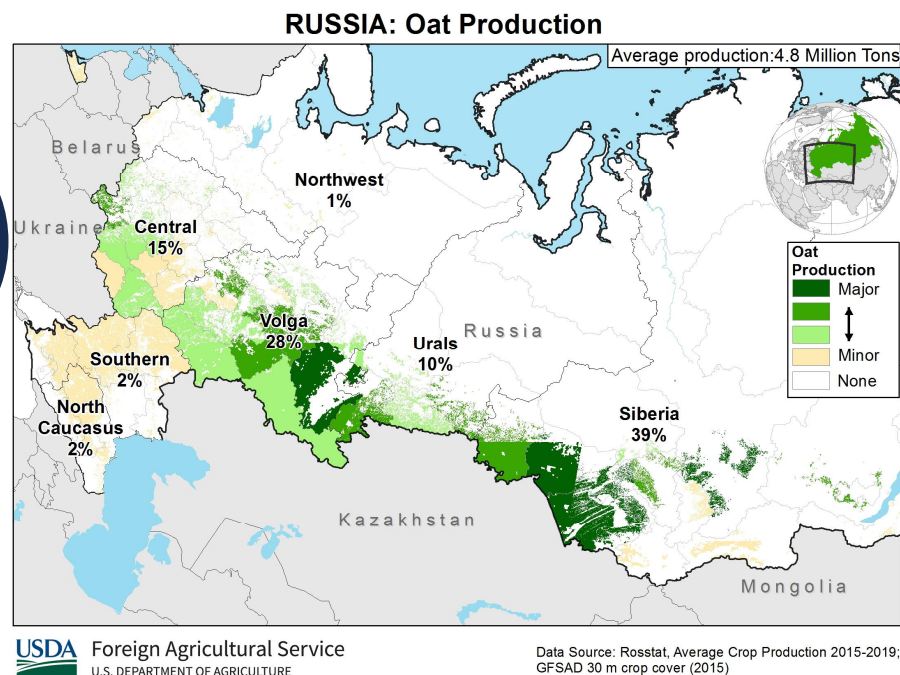 RUSSIA: Oat Production
Average production:4.8 Million Tons
Belarus
Northwest
1%
Ukraine
Central
15%
Oat
Production
Major
Minor
None
Volga
28%
Russia
Urals
10%
Southern
2%
North
Caucasus
2%
Siberia
39%
Kazakhstan
Mongolia
USDA
Foreign Agricultural Service
U.S. DEPARTMENT OF AGRICULTURE
Data Source: Rosstat, Average Crop Production 2015-2019;
GFSAD 30 m crop cover (2015)